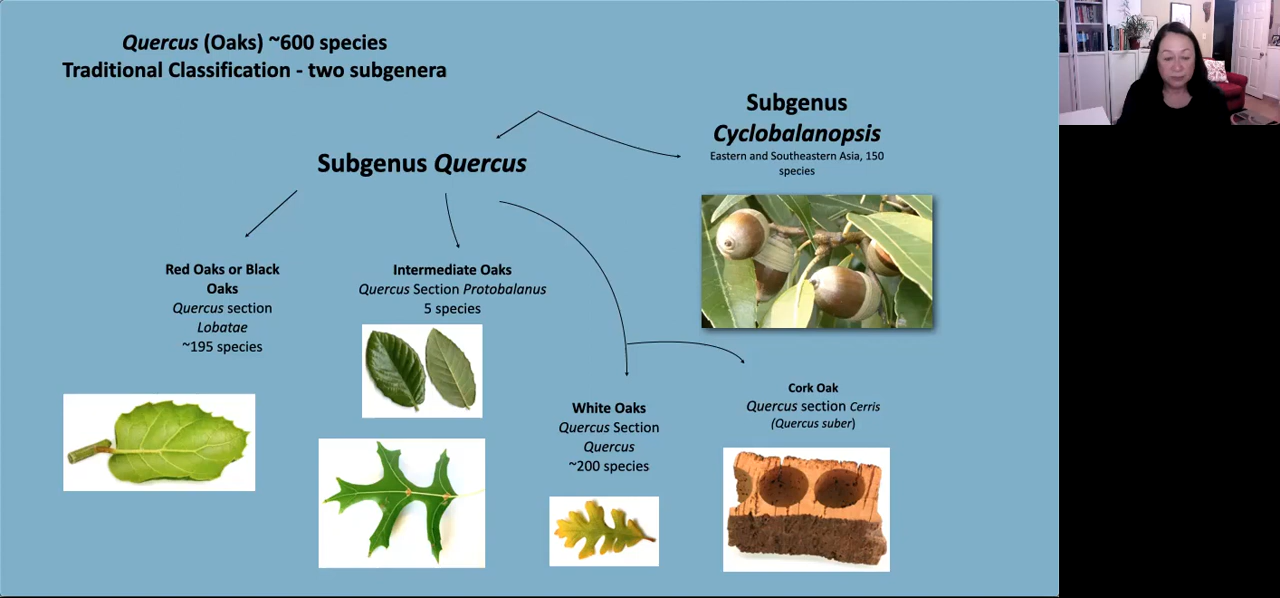 Quercus (Oaks) ~600 species
Traditional Classification - two subgenera
Subgenus
Cyclobalanopsis
Eastern and Southeastern Asia, 150
species
Subgenus Quercus
Red Oaks or Black
Oaks
Quercus section
Lobatae
~195 species
Intermediate Oaks
Quercus Section Protobalanus
5 species
White Oaks
Quercus Section
Quercus
~200 species
Cork Oak
Quercus section Cerris
(Quercus suber)